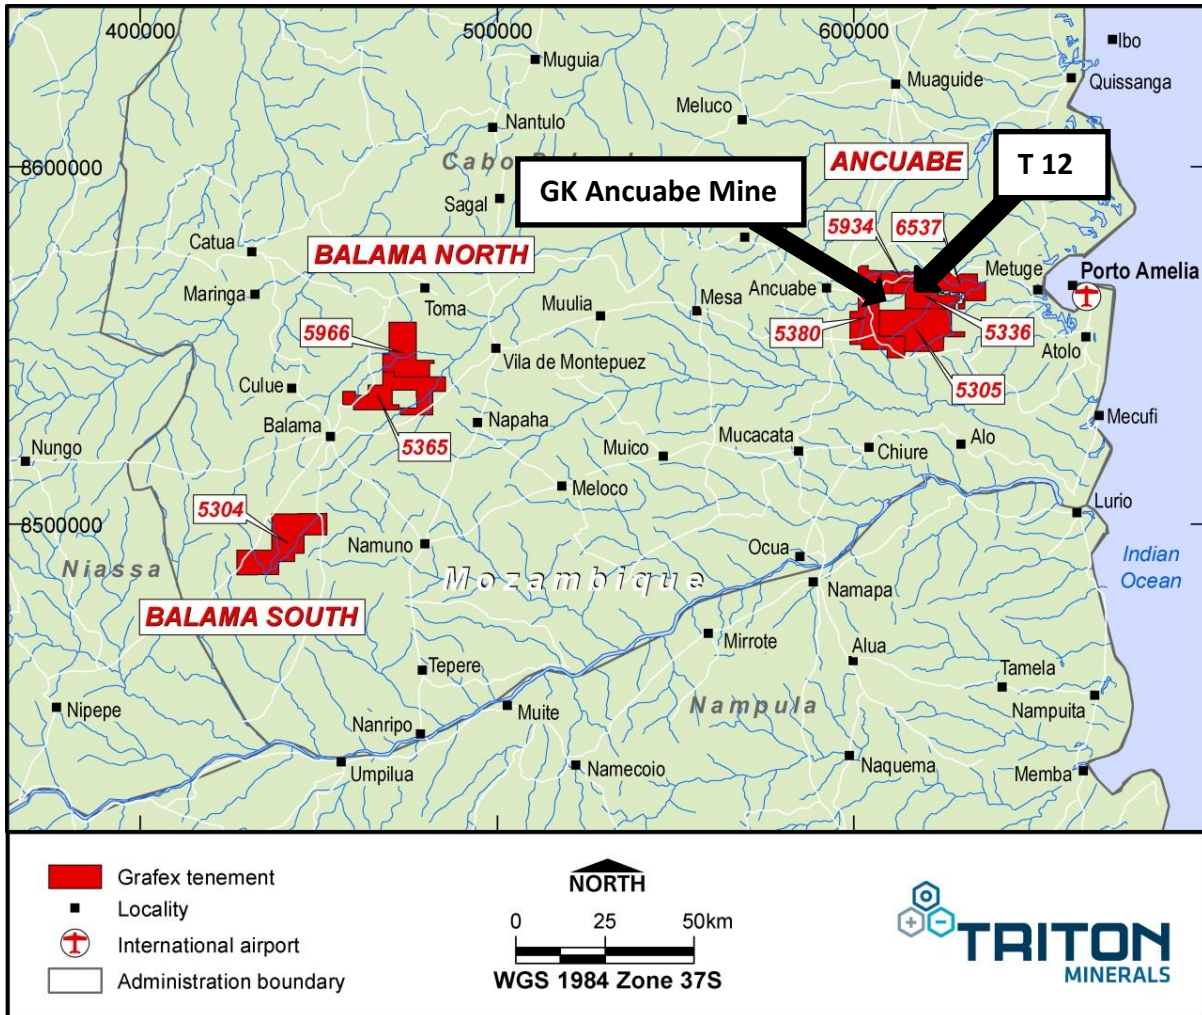 400000
500000
600000
Ibo
Muguia
Muaguide
Quissanga
Meluco
Nantulo
T 12
Cabo
ANCUABE
8600000
GK Ancuabe Mine
Sagal
5934
6537
Catua
BALAMA NORTH
Metuge
Porto Amelia
Maringa
Toma
Muulia
Mesa
Ancuabe
5966
5380
5336
Atolo
Vila de Montepuez
Culue
5305
Balama
Napaha
Mecufi
5365
Mucacata
Nungo
Muico
Chiure
Alo
Meloco
5304
8500000
Lurio
Namuno
Ocua
Indian
Ocean
Niassa
Mozambique
Namapa
BALAMA SOUTH
Mirrote
Alua
Tepere
Tamela
Nipepe
Muite
Nampula
Nampuita
Nanripo
Umpilua
Namecoio
Naquema
Memba
Grafex tenement
Locality
International airport
Administration boundary
NORTH
0 25 50km
WGS 1984 Zone 37S
TRITON
MINERALS